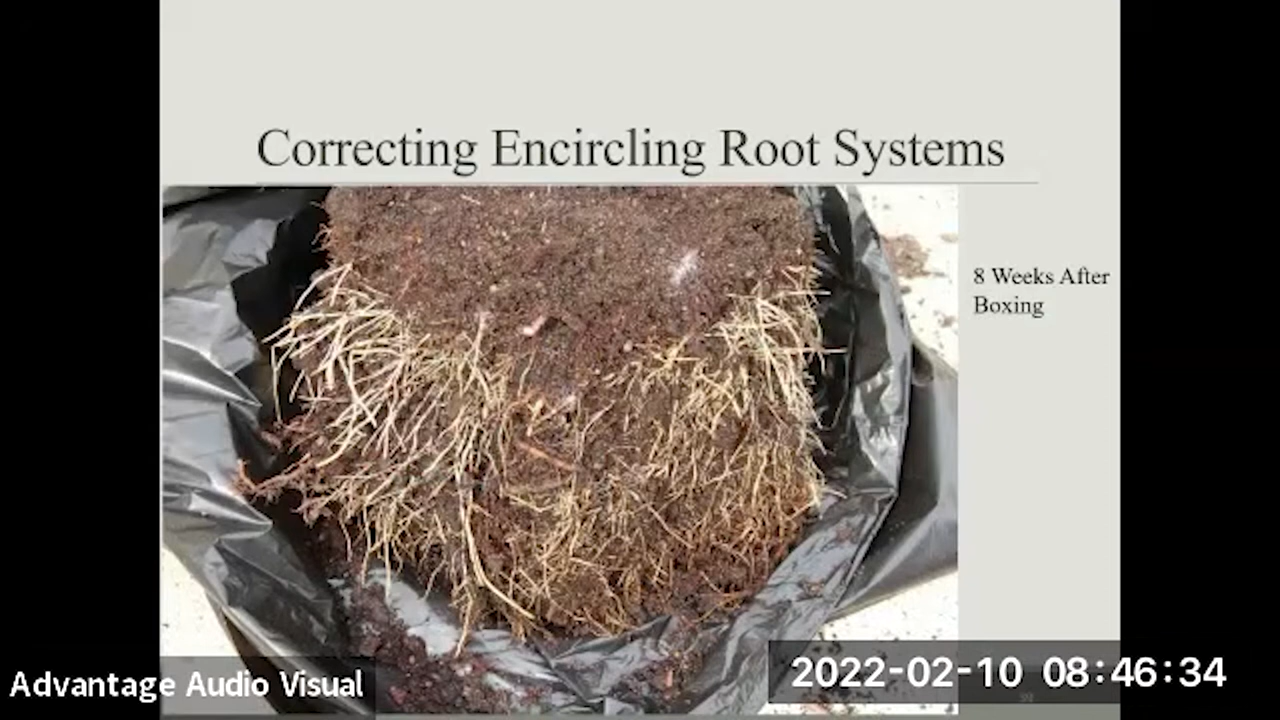 Correcting Encircling Root Systems
8 Weeks After
Boxing
Advantage Audio Visual
2022-02-10 08:46:34